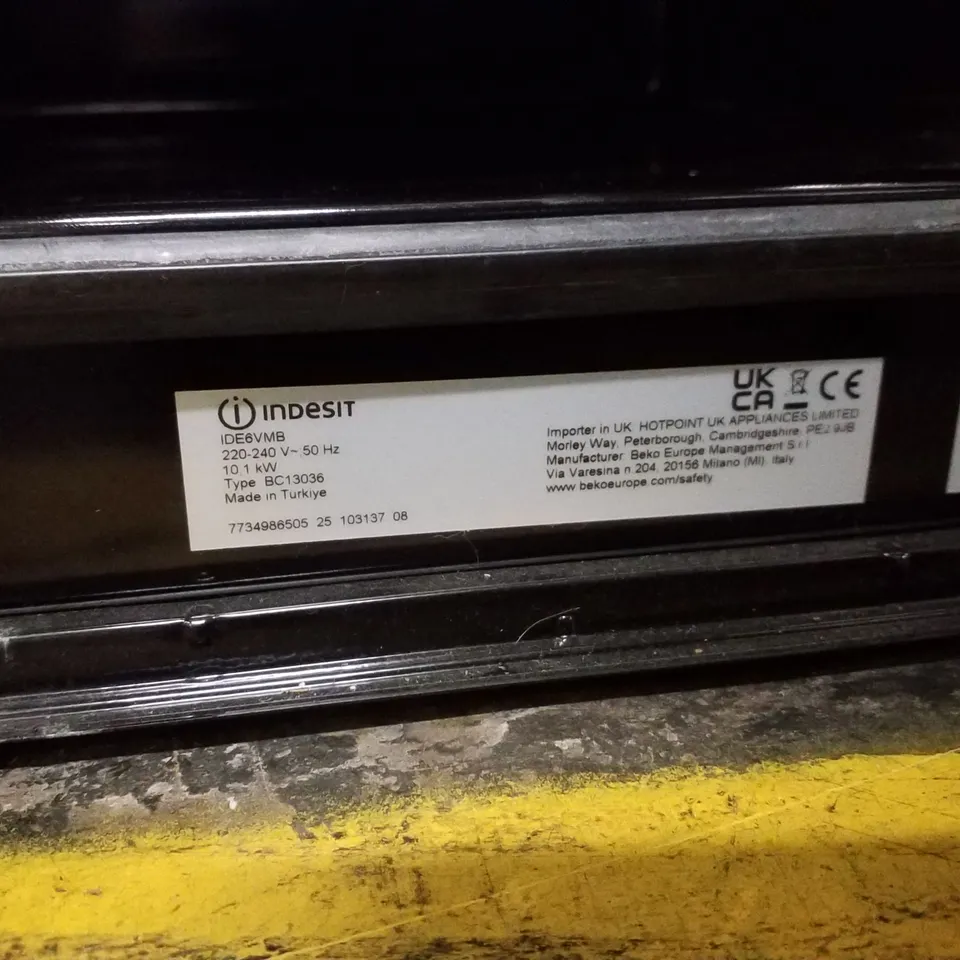 INDESIT
IDE6VMB
220-240 V~ 50 Hz
10.1 kW
Type BC13036
Made in Turkiye
7734986505 25 103137 08
UK CA CE
Importer in UK HOTPOINT UK APPLIANCES LIMITED
Morley Way, Peterborough, Cambridgeshire, PE2 9JB
Manufacturer Beko Europe Management S.r.l
Via Varesina n.204, 20156 Milano (MI), Italy
www.bekoeurope.com/safety